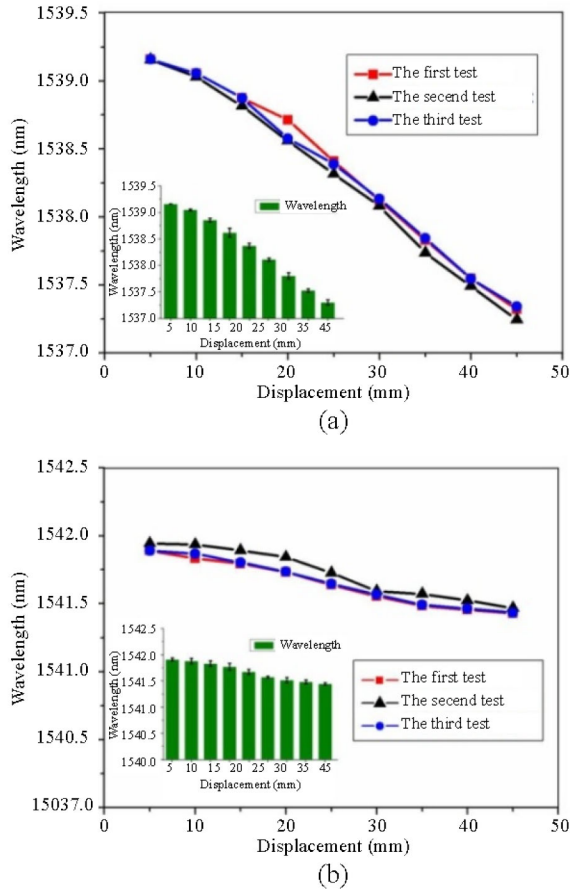 1539.5
1539.0
1538.5
1538.0
1537.5
1537.0
Wavelength (nm)
The first test
The second test
The third test
1539.5
1539.0
1538.5
1538.0
1537.5
1537.0
Wavelength (nm)
Wavelength
5 10 15 20 25 30 35 45
Displacement (mm)
0 10 20 30 40 50
Displacement (mm)
(a)
1542.5
1542.0
1541.5
1541.0
1540.5
15037.0
Wavelength (nm)
1542.5
1542.0
1541.5
1541.0
1540.5
1540.0
Wavelength (nm)
Wavelength
5 10 15 20 25 30 35 45
Displacement (mm)
The first test
The second test
The third test
0 10 20 30 40 50
Displacement (mm)
(b)